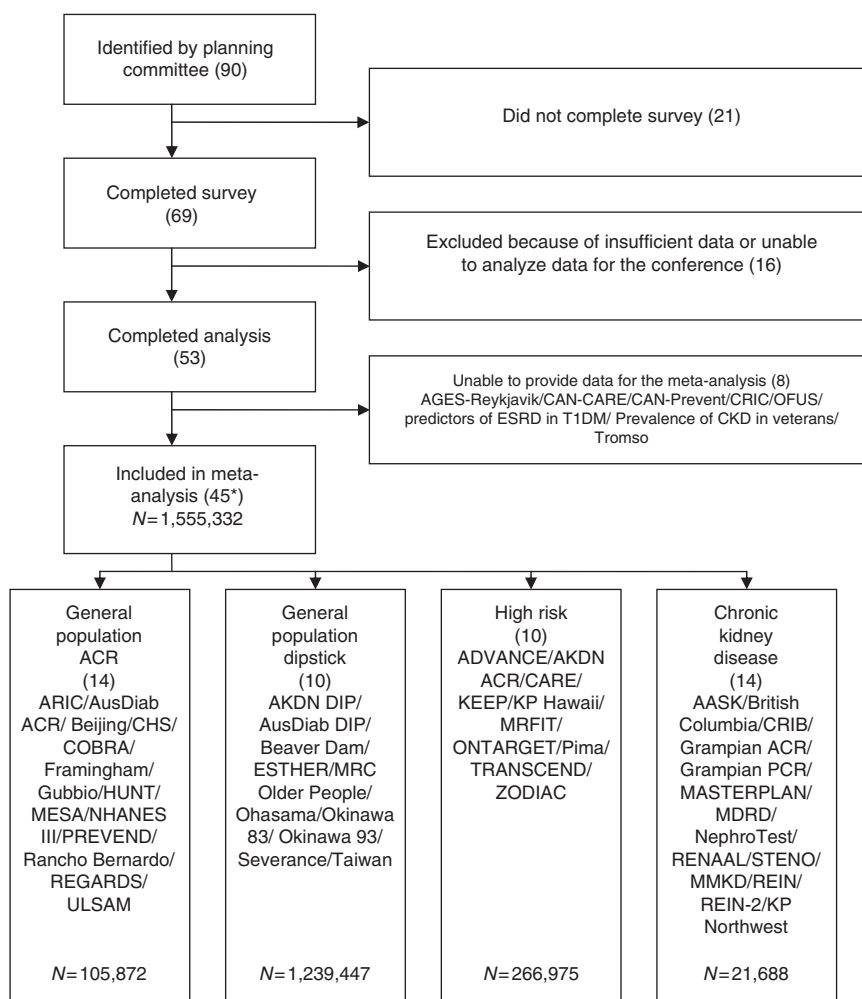 Identified by planning
committee (90)
Did not complete survey (21)
Completed survey
(69)
Excluded because of insufficient data or unable
to analyze data for the conference (16)
Completed analysis
(53)
Unable to provide data for the meta-analysis (8)
AGES-Reykjavik/CAN-CARE/CAN-Prevent/CRIC/OFUS/
predictors of ESRD in T1DM/ Prevalence of CKD in veterans/
Tromso
Included in meta-
analysis (45*)
N=1,555,332
General
population
ACR
(14)
ARIC/AusDiab
ACR/ Beijing/CHS/
COBRA/
Framingham/
Gubbio/HUNT/
MESA/NHANES
III/PREVEND/
Rancho Bernardo/
REGARDS/
ULSAM
N=105,872
General
population
dipstick
(10)
AKDN DIP/
AusDiab DIP/
Beaver Dam/
ESTHER/MRC
Older People/
Ohasama/Okinawa
83/ Okinawa 93/
Severance/Taiwan
N=1,239,447
High risk
(10)
ADVANCE/AKDN
ACR/CARE/
KEEP/KP Hawaii/
MRFIT/
ONTARGET/Pima/
TRANSCEND/
ZODIAC
N=266,975
Chronic
kidney
disease
(14)
AASK/British
Columbia/CRIB/
Grampian ACR/
Grampian PCR/
MASTERPLAN/
MDRD/
NephroTest/
RENAAL/STENO/
MMKD/REIN/
REIN-2/KP
Northwest
N=21,688